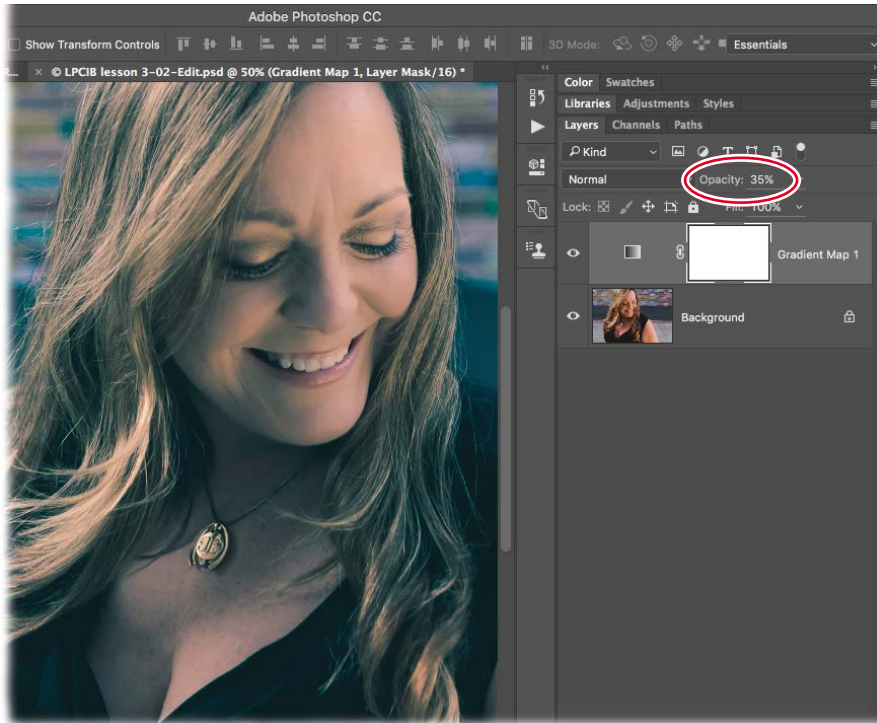 Adobe Photoshop CC
Show Transform Controls
3D Mode:
Essentials
R... × © LPCIB lesson 3-02-Edit.psd @ 50% (Gradient Map 1, Layer Mask/16) *
Color Swatches
Libraries Adjustments Styles
Layers Channels Paths
Kind
Normal
Opacity: 35%
Lock:
Fill: 100%
Gradient Map 1
Background